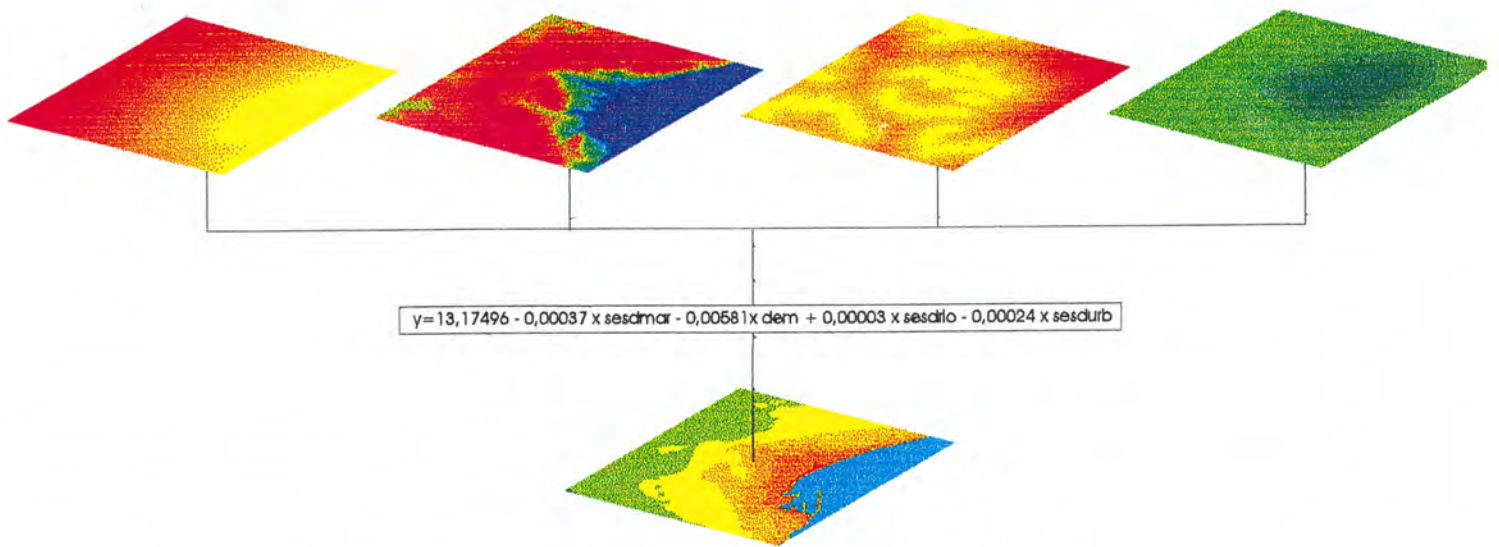 y=13,17496 - 0,00037 x sesdmar - 0,00581x dem + 0,00003 x sesdrio - 0,00024 x sesdurb